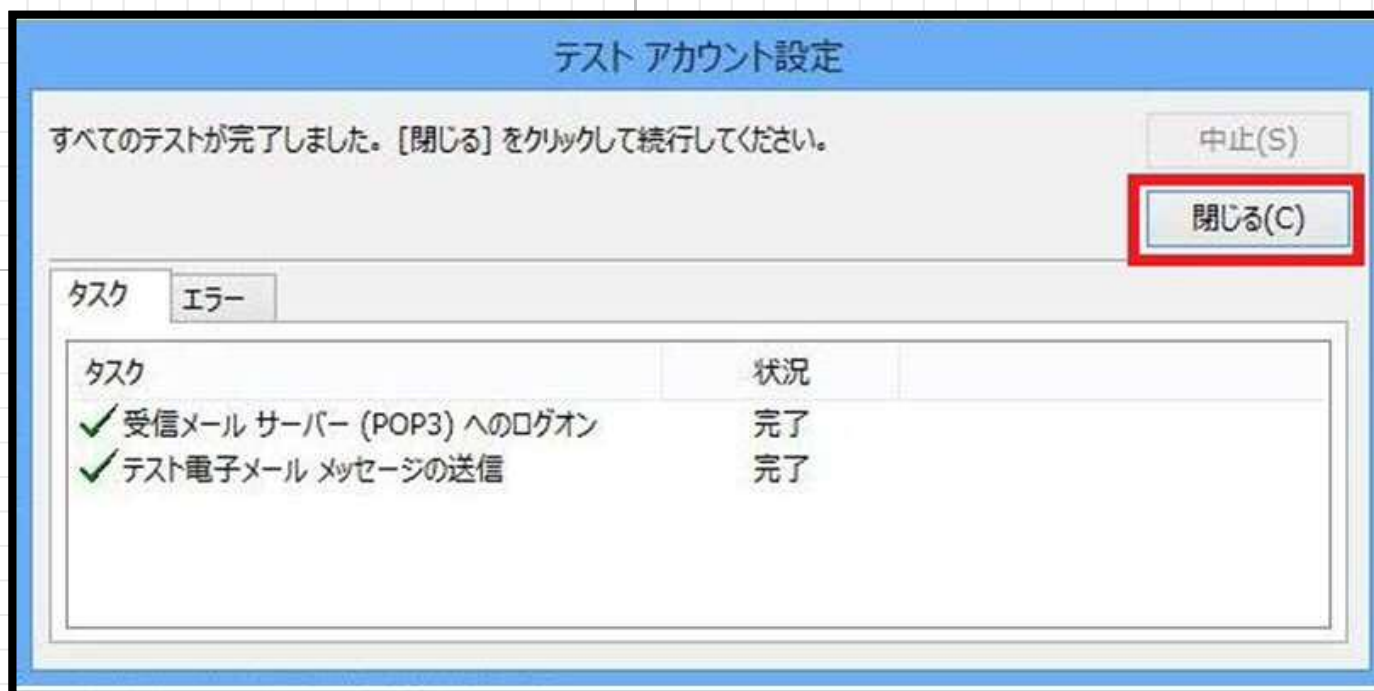 テスト アカウント設定
すべてのテストが完了しました。[閉じる] をクリックして続行してください。
中止(S)
閉じる(C)
タスク エラー
タスク 状況
受信メール サーバー (POP3) へのログオン 完了
テスト電子メール メッセージの送信 完了